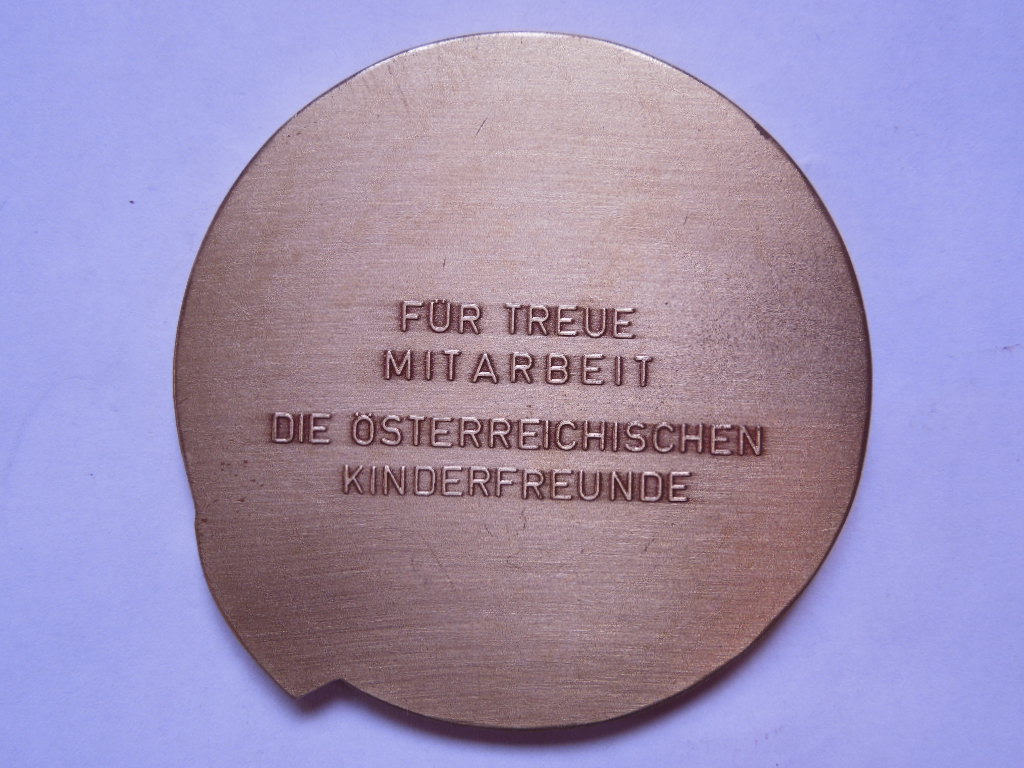 FÜR TREUE
MITARBEIT
DIE ÖSTERREICHISCHEN
KINDERFREUNDE